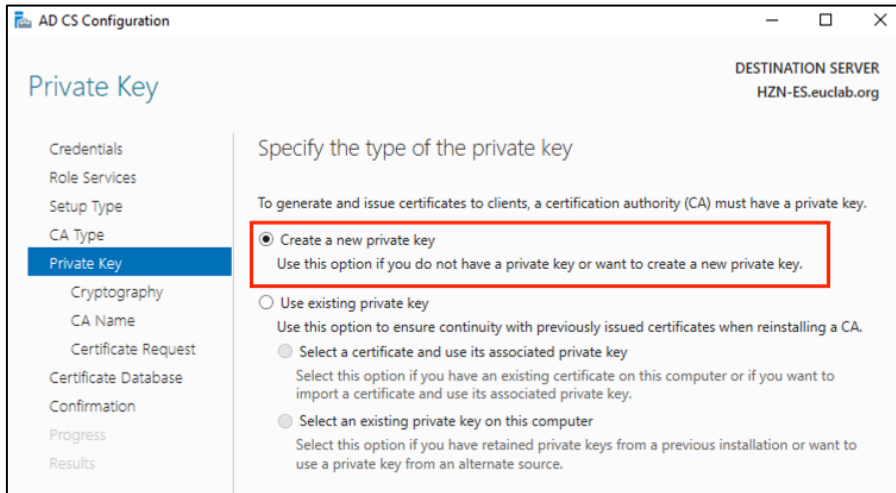 AD CS Configuration
DESTINATION SERVER
HZN-ES.euclab.org
Private Key
Credentials
Role Services
Setup Type
CA Type
Private Key
Cryptography
CA Name
Certificate Request
Certificate Database
Confirmation
Progress
Results
Specify the type of the private key
To generate and issue certificates to clients, a certification authority (CA) must have a private key.
Create a new private key
Use this option if you do not have a private key or want to create a new private key.
Use existing private key
Use this option to ensure continuity with previously issued certificates when reinstalling a CA.
Select a certificate and use its associated private key
Select this option if you have an existing certificate on this computer or if you want to
import a certificate and use its associated private key.
Select an existing private key on this computer
Select this option if you have retained private keys from a previous installation or want to
use a private key from an alternate source.